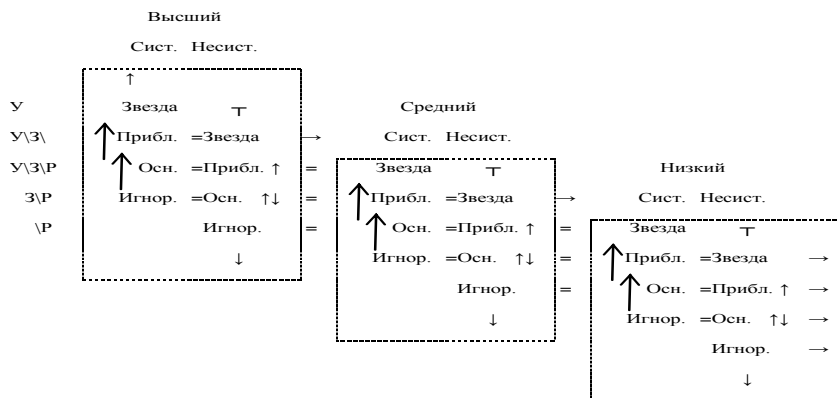 Высший
Сист. Несист.
↑
У Звезда ┬ Средний
У\З\ Прибл. =Звезда → Сист. Несист.
У\З\Р Осн. =Прибл. ↑ = Звезда ┬ Низкий
З\Р Игнор. =Осн. ↑↓ = Прибл. =Звезда → Сист. Несист.
\Р Игнор. = Осн. =Прибл. ↑ = Звезда ┬
↓ Игнор. =Осн. ↑↓ = Прибл. =Звезда →
Игнор. = Осн. =Прибл. ↑ →
↓ Игнор. =Осн. ↑↓ →
Игнор. →
↓